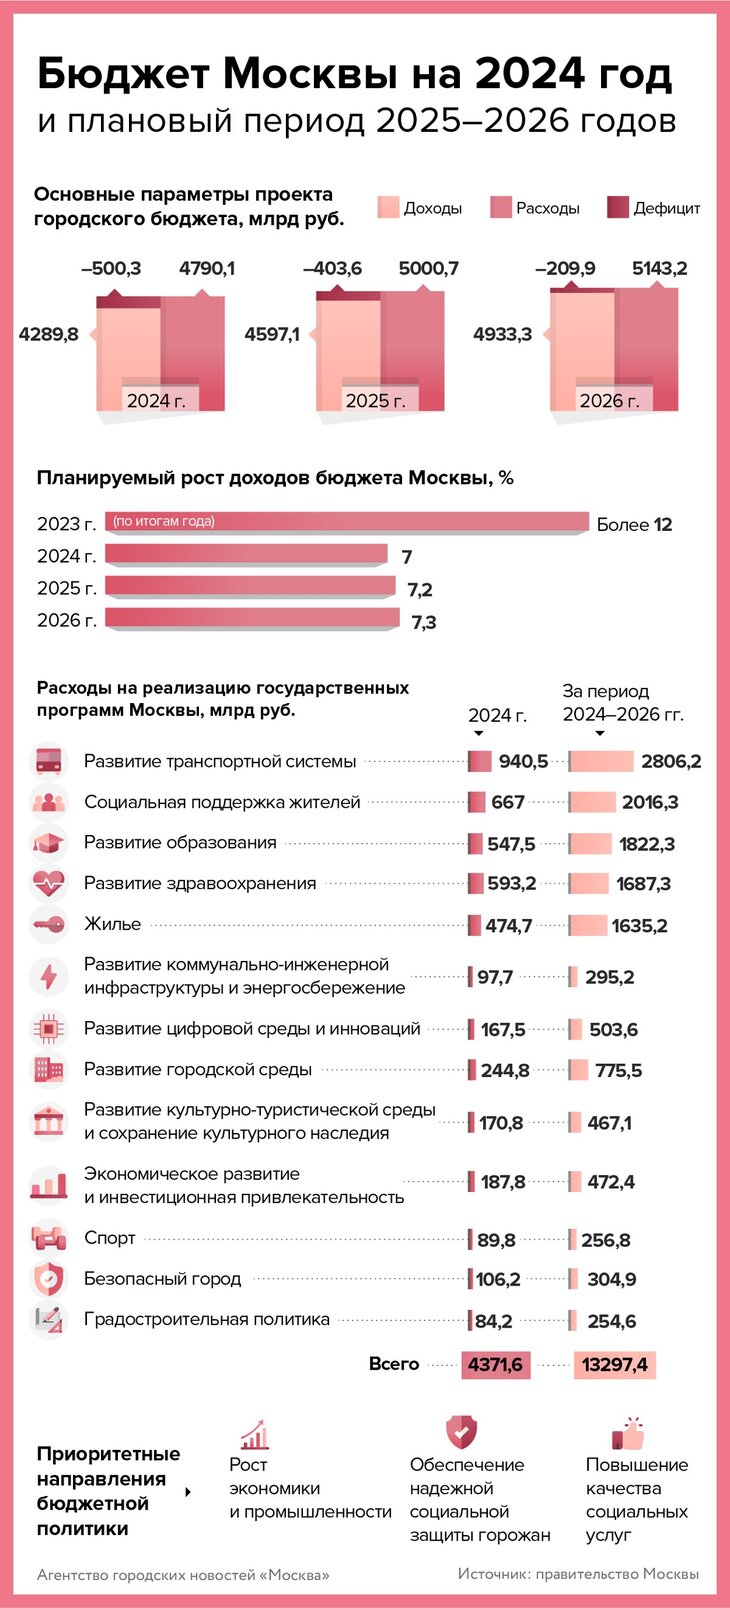 Бюджет Москвы на 2024 год
и плановый период 2025–2026 годов
Основные параметры проекта
городского бюджета, млрд руб.
Доходы
Расходы
Дефицит
–500,3
4790,1
4289,8
2024 г.
–403,6
5000,7
4597,1
2025 г.
–209,9
5143,2
4933,3
2026 г.
Планируемый рост доходов бюджета Москвы, %
2023 г. (по итогам года) Более 12
2024 г. 7
2025 г. 7,2
2026 г. 7,3
Расходы на реализацию государственных
программ Москвы, млрд руб.
2024 г.
За период
2024–2026 гг.
Развитие транспортной системы 940,5 2806,2
Социальная поддержка жителей 667 2016,3
Развитие образования 547,5 1822,3
Развитие здравоохранения 593,2 1687,3
Жилье 474,7 1635,2
Развитие коммунально-инженерной
инфраструктуры и энергосбережение 97,7 295,2
Развитие цифровой среды и инноваций 167,5 503,6
Развитие городской среды 244,8 775,5
Развитие культурно-туристической среды
и сохранение культурного наследия 170,8 467,1
Экономическое развитие
и инвестиционная привлекательность 187,8 472,4
Спорт 89,8 256,8
Безопасный город 106,2 304,9
Градостроительная политика 84,2 254,6
Всего 4371,6 13297,4
Приоритетные
направления
бюджетной
политики
Рост
экономики
и промышленности
Обеспечение
надежной
социальной
защиты горожан
Повышение
качества
социальных
услуг
Агентство городских новостей «Москва»
Источник: правительство Москвы